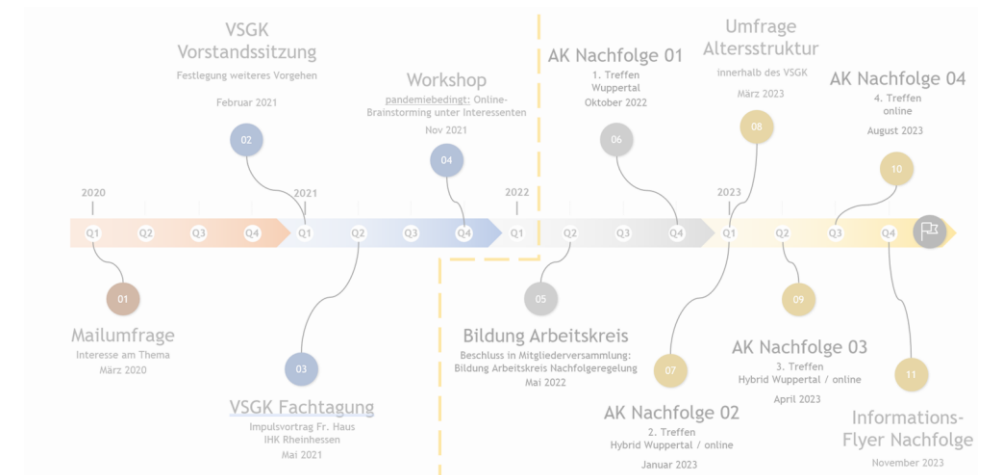 VSGK
Vorstandssitzung
Festlegung weiteres Vorgehen
Februar 2021
02
Workshop
pandemiebedingt: Online-
Brainstorming unter Interessenten
Nov 2021
04
AK Nachfolge 01
1. Treffen
Wuppertal
Oktober 2022
06
Umfrage
Altersstruktur
innerhalb des VSGK
März 2023
08
AK Nachfolge 04
4. Treffen
online
August 2023
10
2020
2021
2022
2023
Q1 Q2 Q3 Q4 Q1 Q2 Q3 Q4 Q1 Q2 Q3 Q4 Q1 Q2 Q3 Q4
01
Mailumfrage
Interesse am Thema
März 2020
03
VSGK Fachtagung
Impulsvortrag Fr. Haus
IHK Rheinhessen
Mai 2021
05
Bildung Arbeitskreis
Beschluss in Mitgliederversammlung:
Bildung Arbeitskreis Nachfolgeregelung
Mai 2022
07
AK Nachfolge 02
2. Treffen
Hybrid Wuppertal / online
Januar 2023
09
AK Nachfolge 03
3. Treffen
Hybrid Wuppertal / online
April 2023
11
Informations-
Flyer Nachfolge
November 2023